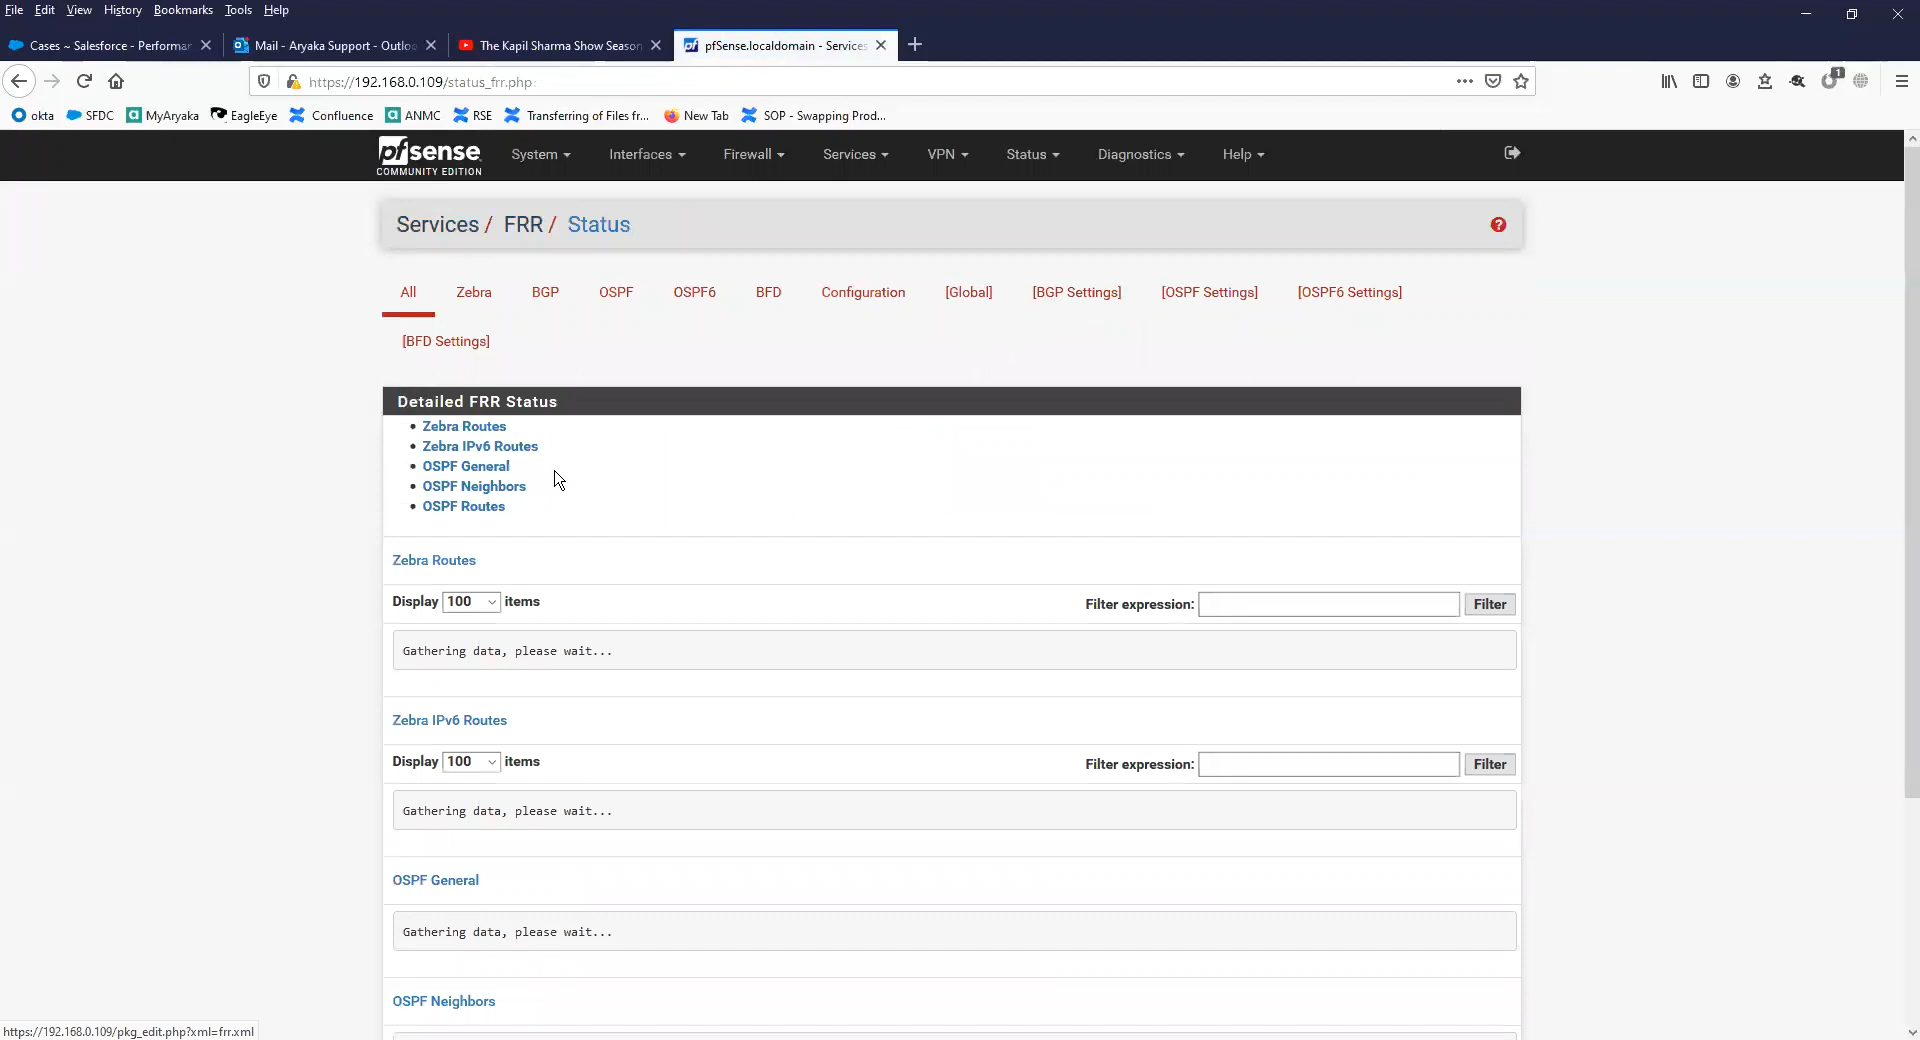 File Edit View History Bookmarks Tools Help
Cases ~ Salesforce - Performar
Mail - Aryaka Support - Outloo
The Kapil Sharma Show Season
pfSense.localdomain - Services
https://192.168.0.109/status_frr.php
1
okta SFDC MyAryaka EagleEye Confluence ANMC RSE Transferring of Files fr... New Tab SOP - Swapping Prod...
pfsense
COMMUNITY EDITION
System Interfaces Firewall Services VPN Status Diagnostics Help
Services / FRR / Status
?
All Zebra BGP OSPF OSPF6 BFD Configuration [Global] [BGP Settings] [OSPF Settings] [OSPF6 Settings]
[BFD Settings]
Detailed FRR Status
Zebra Routes
Zebra IPv6 Routes
OSPF General
OSPF Neighbors
OSPF Routes
Zebra Routes
Display 100 items Filter expression: Filter
Gathering data, please wait...
Zebra IPv6 Routes
Display 100 items Filter expression: Filter
Gathering data, please wait...
OSPF General
Gathering data, please wait...
OSPF Neighbors
https://192.168.0.109/pkg_edit.php?xml=frr.xml